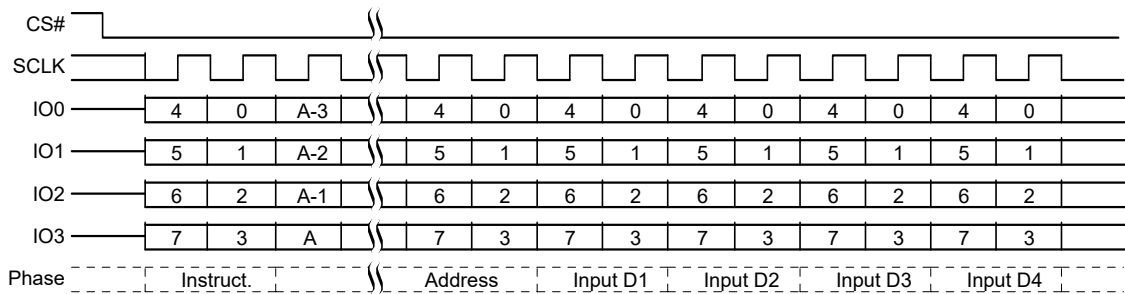 CS#
SCLK
IO0 4 0 A-3 4 0 4 0 4 0 4 0 4 0
IO1 5 1 A-2 5 1 5 1 5 1 5 1 5 1
IO2 6 2 A-1 6 2 6 2 6 2 6 2 6 2
IO3 7 3 A 7 3 7 3 7 3 7 3 7 3
Phase Instruct. Address Input D1 Input D2 Input D3 Input D4